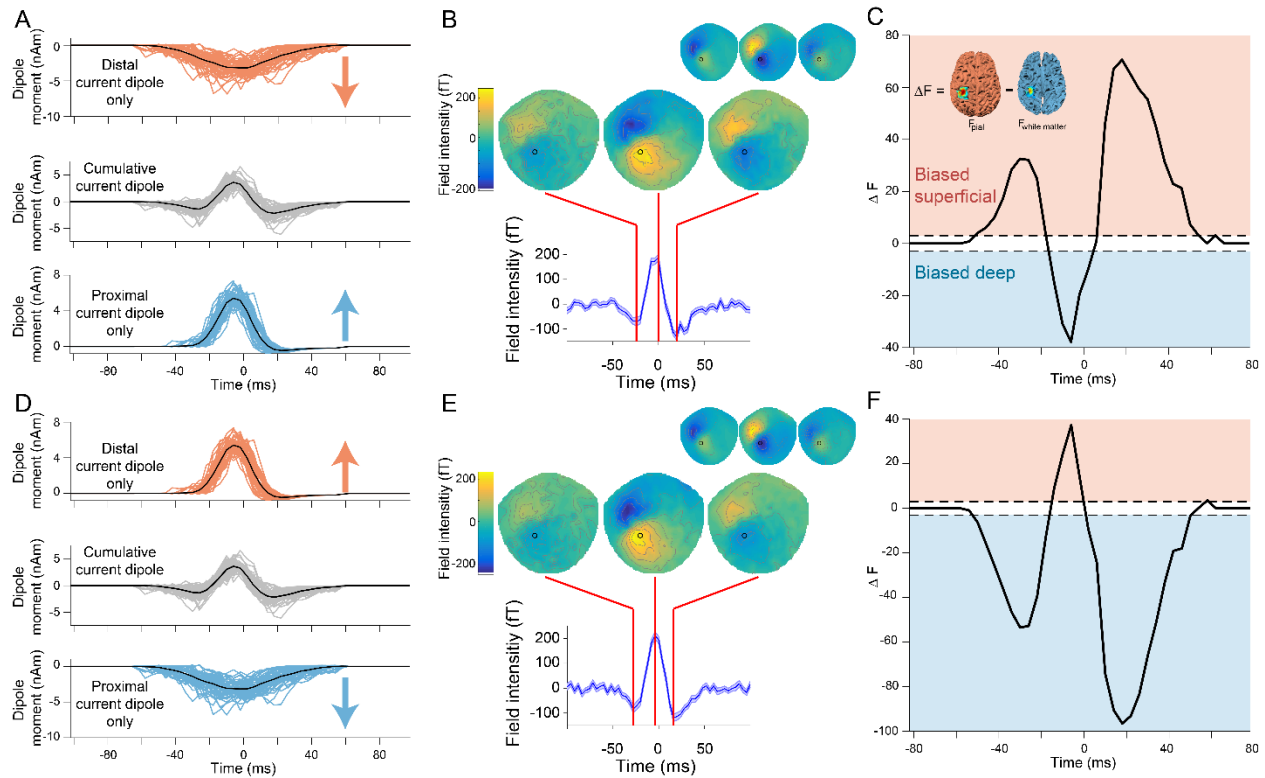 A
Dipole
moment (nAm)
0
-5
-10
Distal
current dipole
only
Dipole
moment (nAm)
5
0
-5
Cumulative
current dipole
Dipole
moment (nAm)
8
4
0
Proximal
current dipole
only
-80 -40 0 40 80
Time (ms)
B
Field intensitiy (fT)
200
0
-200
Field intensitiy (fT)
200
100
0
-100
-50 0 50
Time (ms)
C
Δ F
80
60
40
20
0
-20
40
ΔF =
-
Fpial
Fwhite matter
Biased
superficial
Biased deep
-80 -40 0 40 80
Time (ms)
D
Dipole
moment (nAm)
8
4
0
Distal
current dipole
only
Dipole
moment (nAm)
5
0
-5
Cumulative
current dipole
Dipole
moment (nAm)
0
-5
-10
Proximal
current dipole
only
-80 -40 0 40 80
Time (ms)
E
Field intensitiy (fT)
200
0
-200
Field intensitiy (fT)
200
100
0
-100
-50 0 50
Time (ms)
F
Δ F
40
20
0
-20
-40
-60
-80
-100
-80 -40 0 40 80
Time (ms)